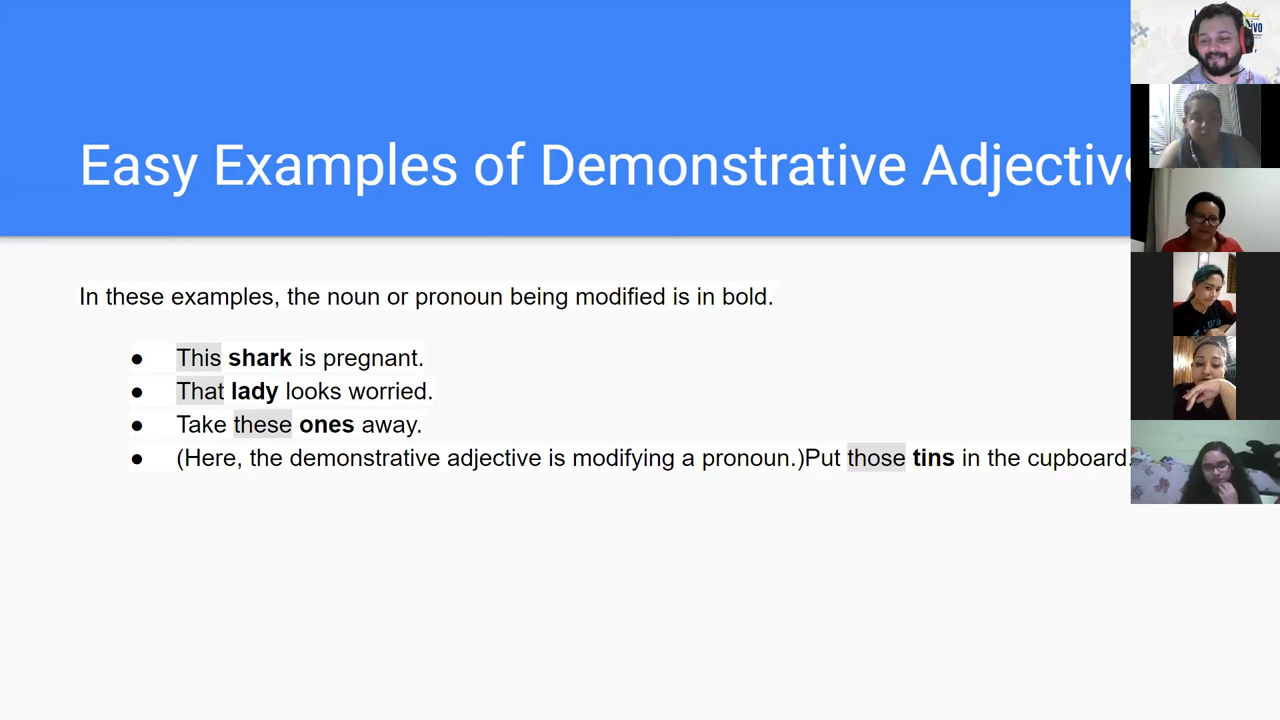 Easy Examples of Demonstrative
In these examples, the noun or pronoun being modified is in bold.
● This shark is pregnant.
● That lady looks worried.
● Take these ones away.
● (Here, the demonstrative adjective is modifying a pronoun.)Put those tins in the cupboard.